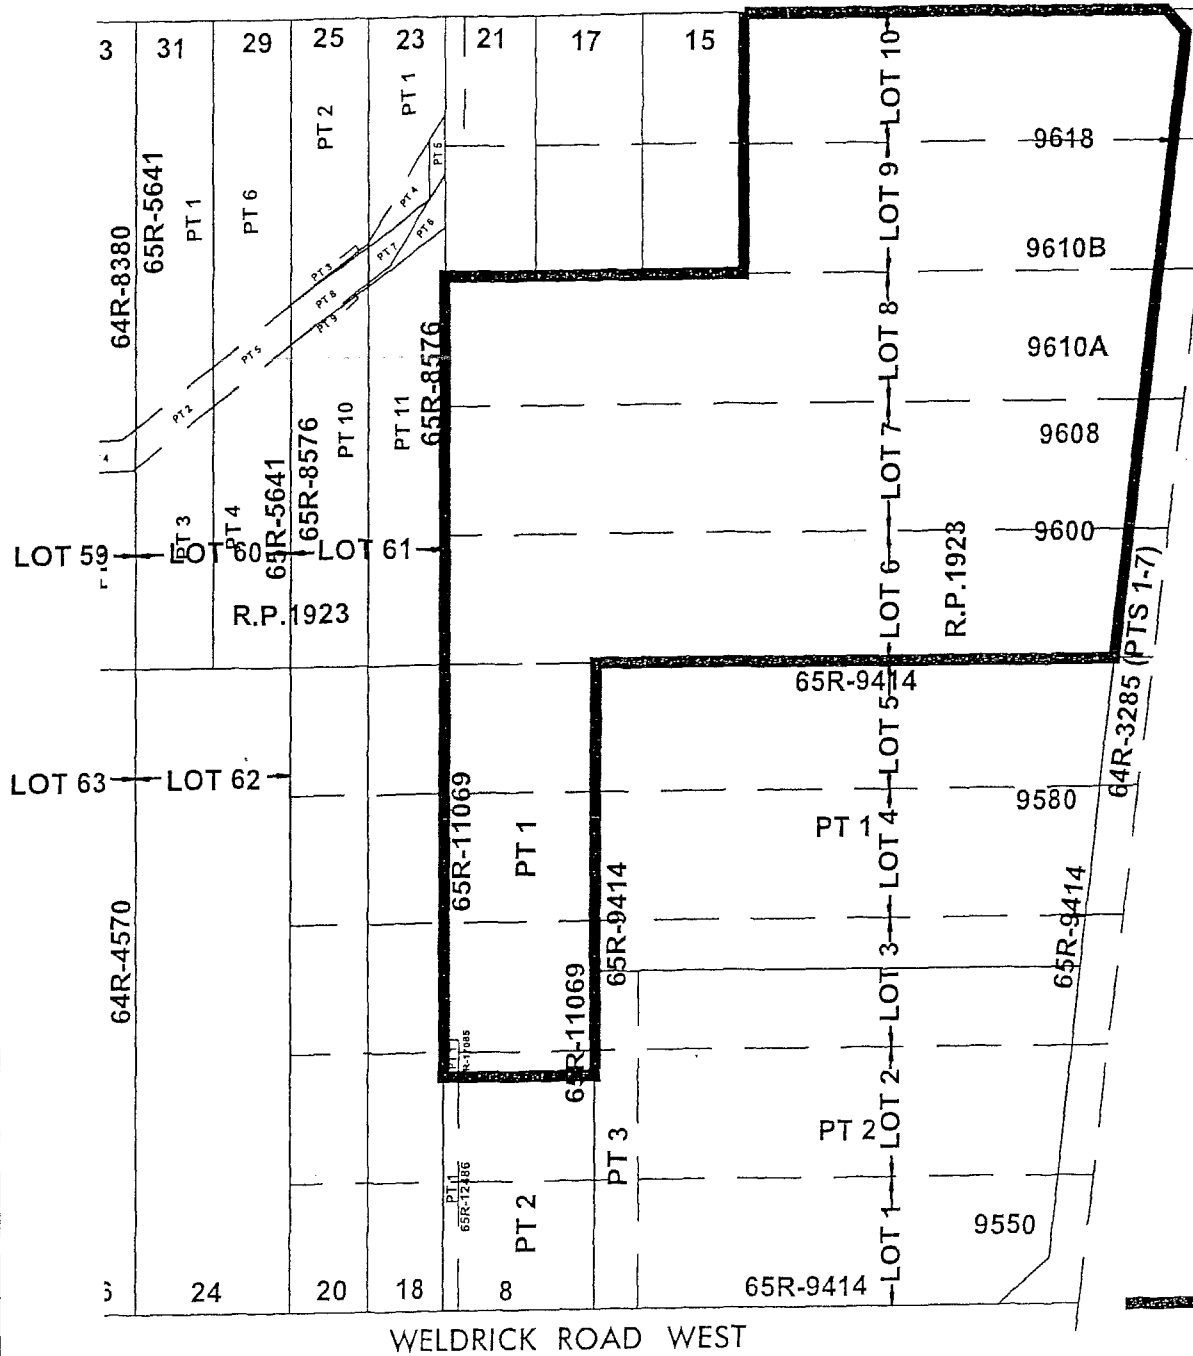 3 31 29 25 23 21 17 15
LOT 10
PT 1
PT 2
PT 5
9618
65R-5641
PT 1
PT 6
PT 4
LOT 9
64R-8380
PT 6
PT 7
9610B
PT 3
PT 8
PT 9
LOT 8
65R-8576
PT 5
9610A
PT 2
PT 10
PT 11
LOT 7
9608
4
65R-5641
65R-8576
PT 3
PT 4
9600
R.P.1923
LOT 59
LOT 60
LOT 61
LOT 6
64R-3285 (PTS 1-7)
R.P.1923
65R-9414
LOT 5
LOT 63
LOT 62
9580
65R-11069
PT 1
PT 1
LOT 4
64R-4570
65R-9414
65R-9414
LOT 3
65R-11069
PT 1
R-17085
LOT 2
PT 2
PT 3
PT 1
65R-12486
PT 2
LOT 1
9550
24 20 18 8
65R-9414
WELDRICK ROAD WEST